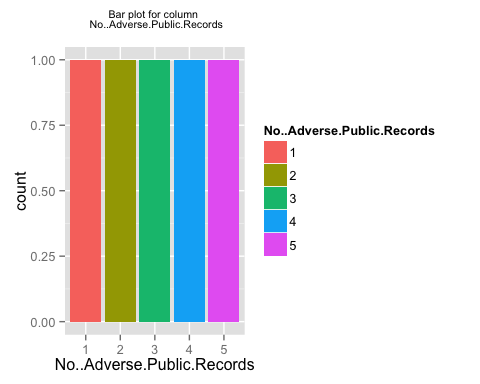 Bar plot for column
No..Adverse.Public.Records
1.00
0.75
0.50
0.25
0.00
count
1 2 3 4 5
No..Adverse.Public.Records
No..Adverse.Public.Records
1
2
3
4
5